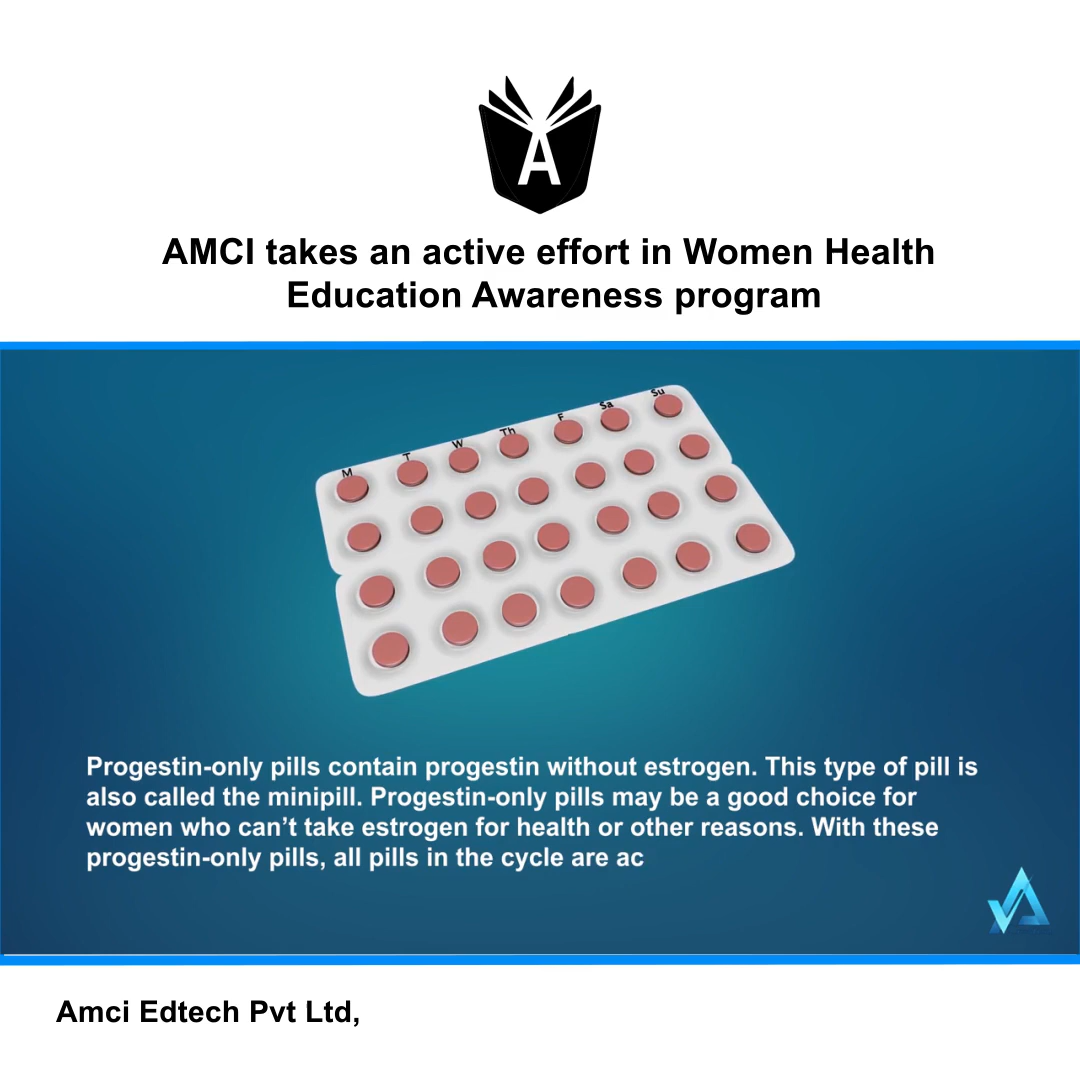 A
AMCI takes an active effort in Women Health
Education Awareness program
M T W Th F Sa Su
Progestin-only pills contain progestin without estrogen. This type of pill is
also called the minipill. Progestin-only pills may be a good choice for
women who can’t take estrogen for health or other reasons. With these
progestin-only pills, all pills in the cycle are ac
Amci Edtech Pvt Ltd,